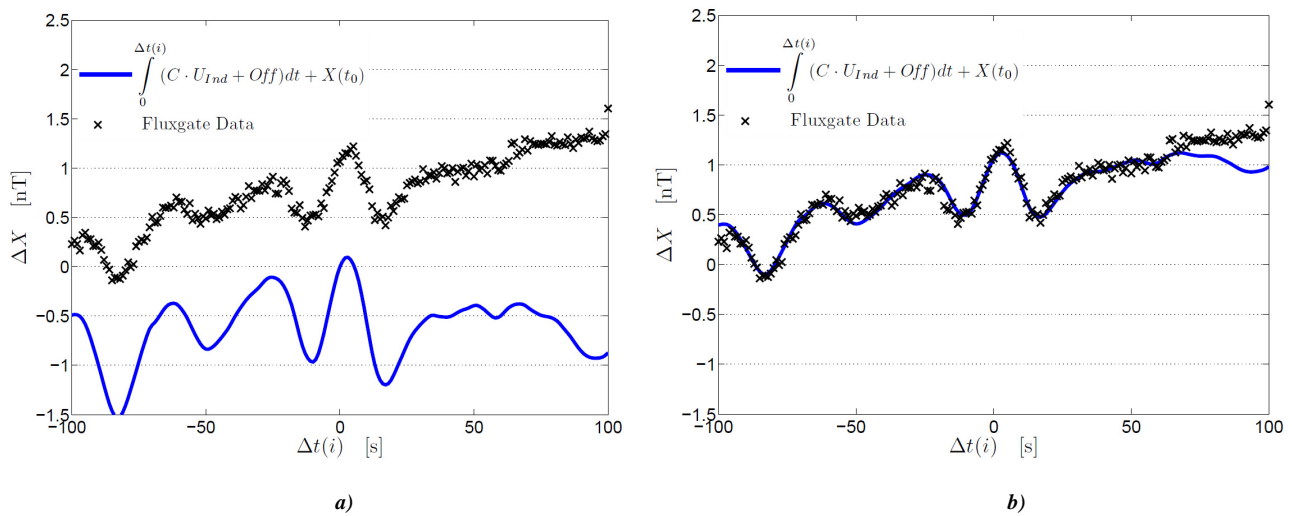 2.5
2
1.5
1
0.5
0
−0.5
−1
−1.5
−100
−50
0
50
100
ΔX [nT]
Δt(i) [s]
∫₀^Δt(i) (C · U_Ind + Off)dt + X(t₀)
Fluxgate Data
a)
2.5
2
1.5
1
0.5
0
−0.5
−1
−1.5
−100
−50
0
50
100
ΔX [nT]
Δt(i) [s]
∫₀^Δt(i) (C · U_Ind + Off)dt + X(t₀)
Fluxgate Data
b)